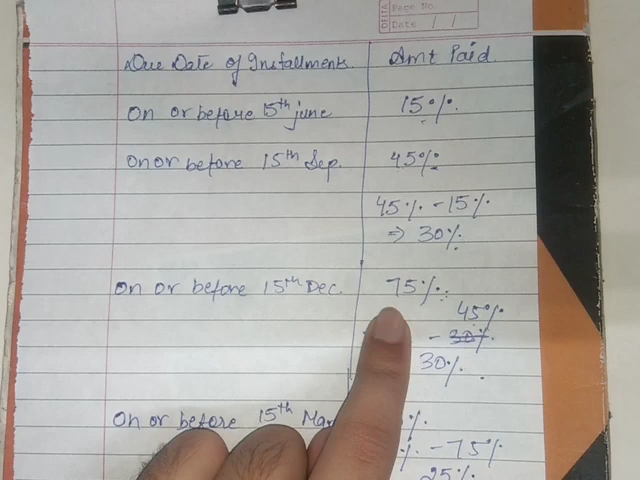 Page No.
Date / /
Due Date of Installments. Amt Paid.
On or before 15th june 15%.
On or before 15th Sep. 45%.
45% - 15%
⇒ 30%
On or before 15th Dec. 75%.
45%
- 30%
30%.
On or before 15th %.
% - 75%
25%